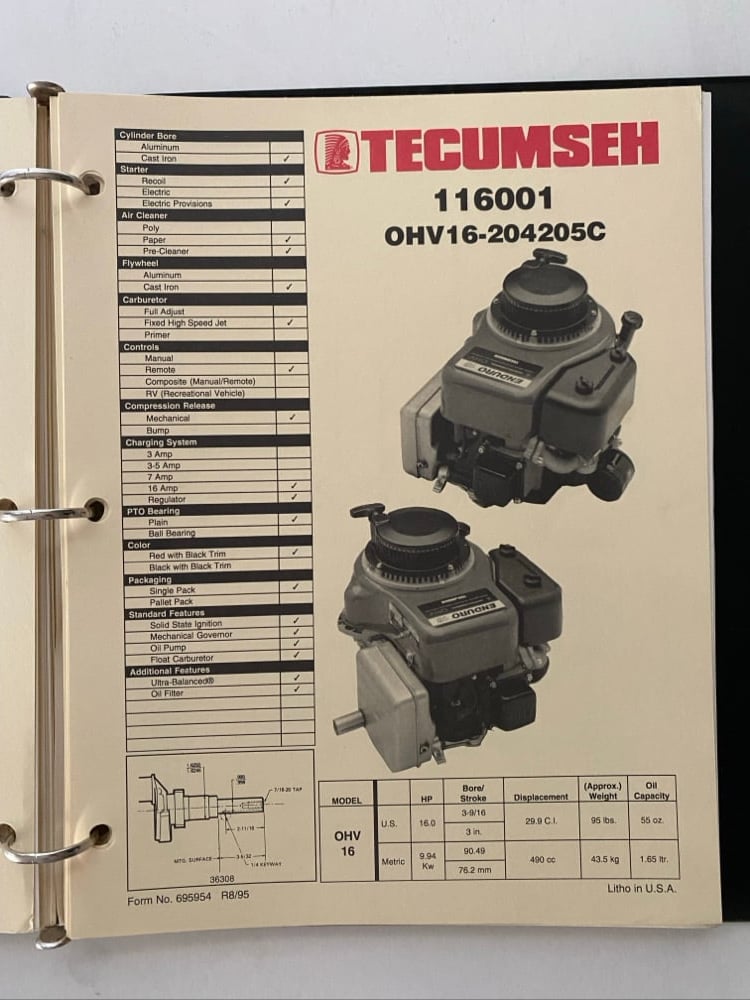 Cylinder Bore
Aluminum
Cast Iron ✓
Starter
Recoil ✓
Electric
Electric Provisions ✓
Air Cleaner
Poly
Paper ✓
Pre-Cleaner ✓
Flywheel
Aluminum
Cast Iron ✓
Carburetor
Full Adjust
Fixed High Speed Jet ✓
Primer
Controls
Manual
Remote ✓
Composite (Manual/Remote)
RV (Recreational Vehicle)
Compression Release
Mechanical ✓
Bump
Charging System
3 Amp
3-5 Amp
7 Amp
16 Amp ✓
Regulator ✓
PTO Bearing
Plain ✓
Ball Bearing
Color
Red with Black Trim ✓
Black with Black Trim
Packaging
Single Pack ✓
Pallet Pack
Standard Features
Solid State Ignition ✓
Mechanical Governor ✓
Oil Pump ✓
Float Carburetor ✓
Additional Features
Ultra-Balanced® ✓
Oil Filter ✓
TECUMSEH
116001
OHV16-204205C
ENDURO
ENDURO
7/16-20 TAP
2-11/16
MTG. SURFACE
1/4 KEYWAY
36308
MODEL HP Bore/Stroke Displacement (Approx.) Weight Oil Capacity
OHV 16
U.S. 16.0 3-9/16 3 in. 29.9 C.I. 95 lbs. 55 oz.
Metric 9.94 Kw 90.49 76.2 mm 490 cc 43.5 kg 1.65 ltr.
Form No. 695954 R8/95
Litho in U.S.A.